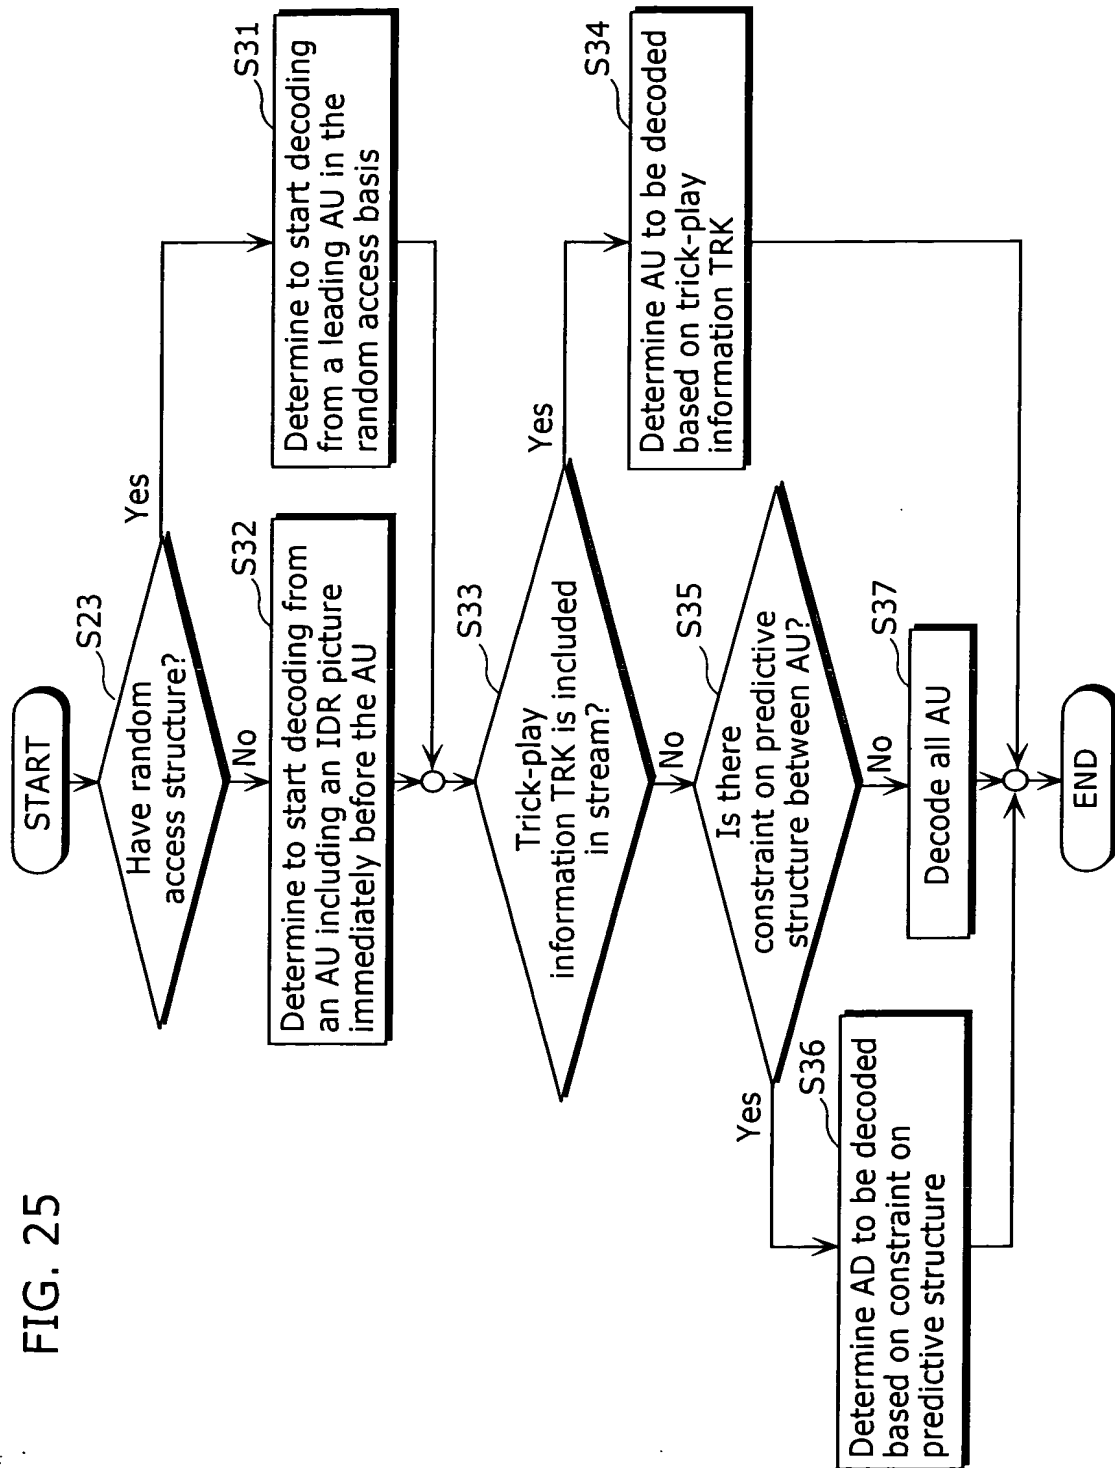 FIG. 25
START
S23
Have random
access structure?
Yes
No
S31
Determine to start decoding
from a leading AU in the
random access basis
S32
Determine to start decoding from
an AU including an IDR picture
immediately before the AU
S33
Trick-play
information TRK is included
in stream?
Yes
No
S34
Determine AU to be decoded
based on trick-play
information TRK
S35
Is there
constraint on predictive
structure between AU?
Yes
No
S36
Determine AD to be decoded
based on constraint on
predictive structure
S37
Decode all AU
END